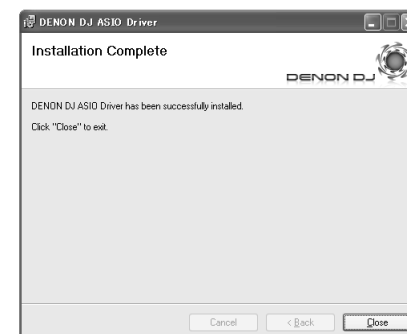 DENON DJ ASIO Driver
Installation Complete
DENON DJ
DENON DJ ASIO Driver has been successfully installed.
Click "Close" to exit.
Cancel
< Back
Close